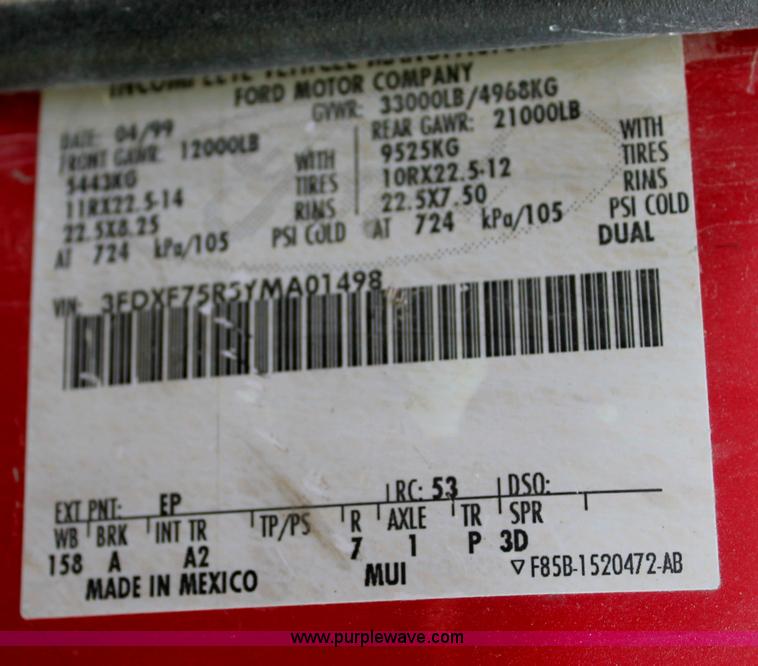 INCOMPLETE VEHICLE
FORD MOTOR COMPANY
GVWR: 33000LB/4968KG
DATE: 04/99
FRONT GAWR: 12000LB
5443KG WITH
11RX22.5-14 TIRES
22.5X8.25 RIMS
AT 724 kPa/105 PSI COLD
REAR GAWR: 21000LB
9525KG WITH
10RX22.5-12 TIRES
22.5X7.50 RIMS
AT 724 kPa/105 PSI COLD
DUAL
VIN: 3FDXF75R5YMA01498
EXT PNT: EP RC: 53 DSO:
WB BRK INT TR TP/PS R AXLE TR SPR
158 A A2 7 1 P 3D
MADE IN MEXICO MUI F85B-1520472-AB
www.purplewave.com